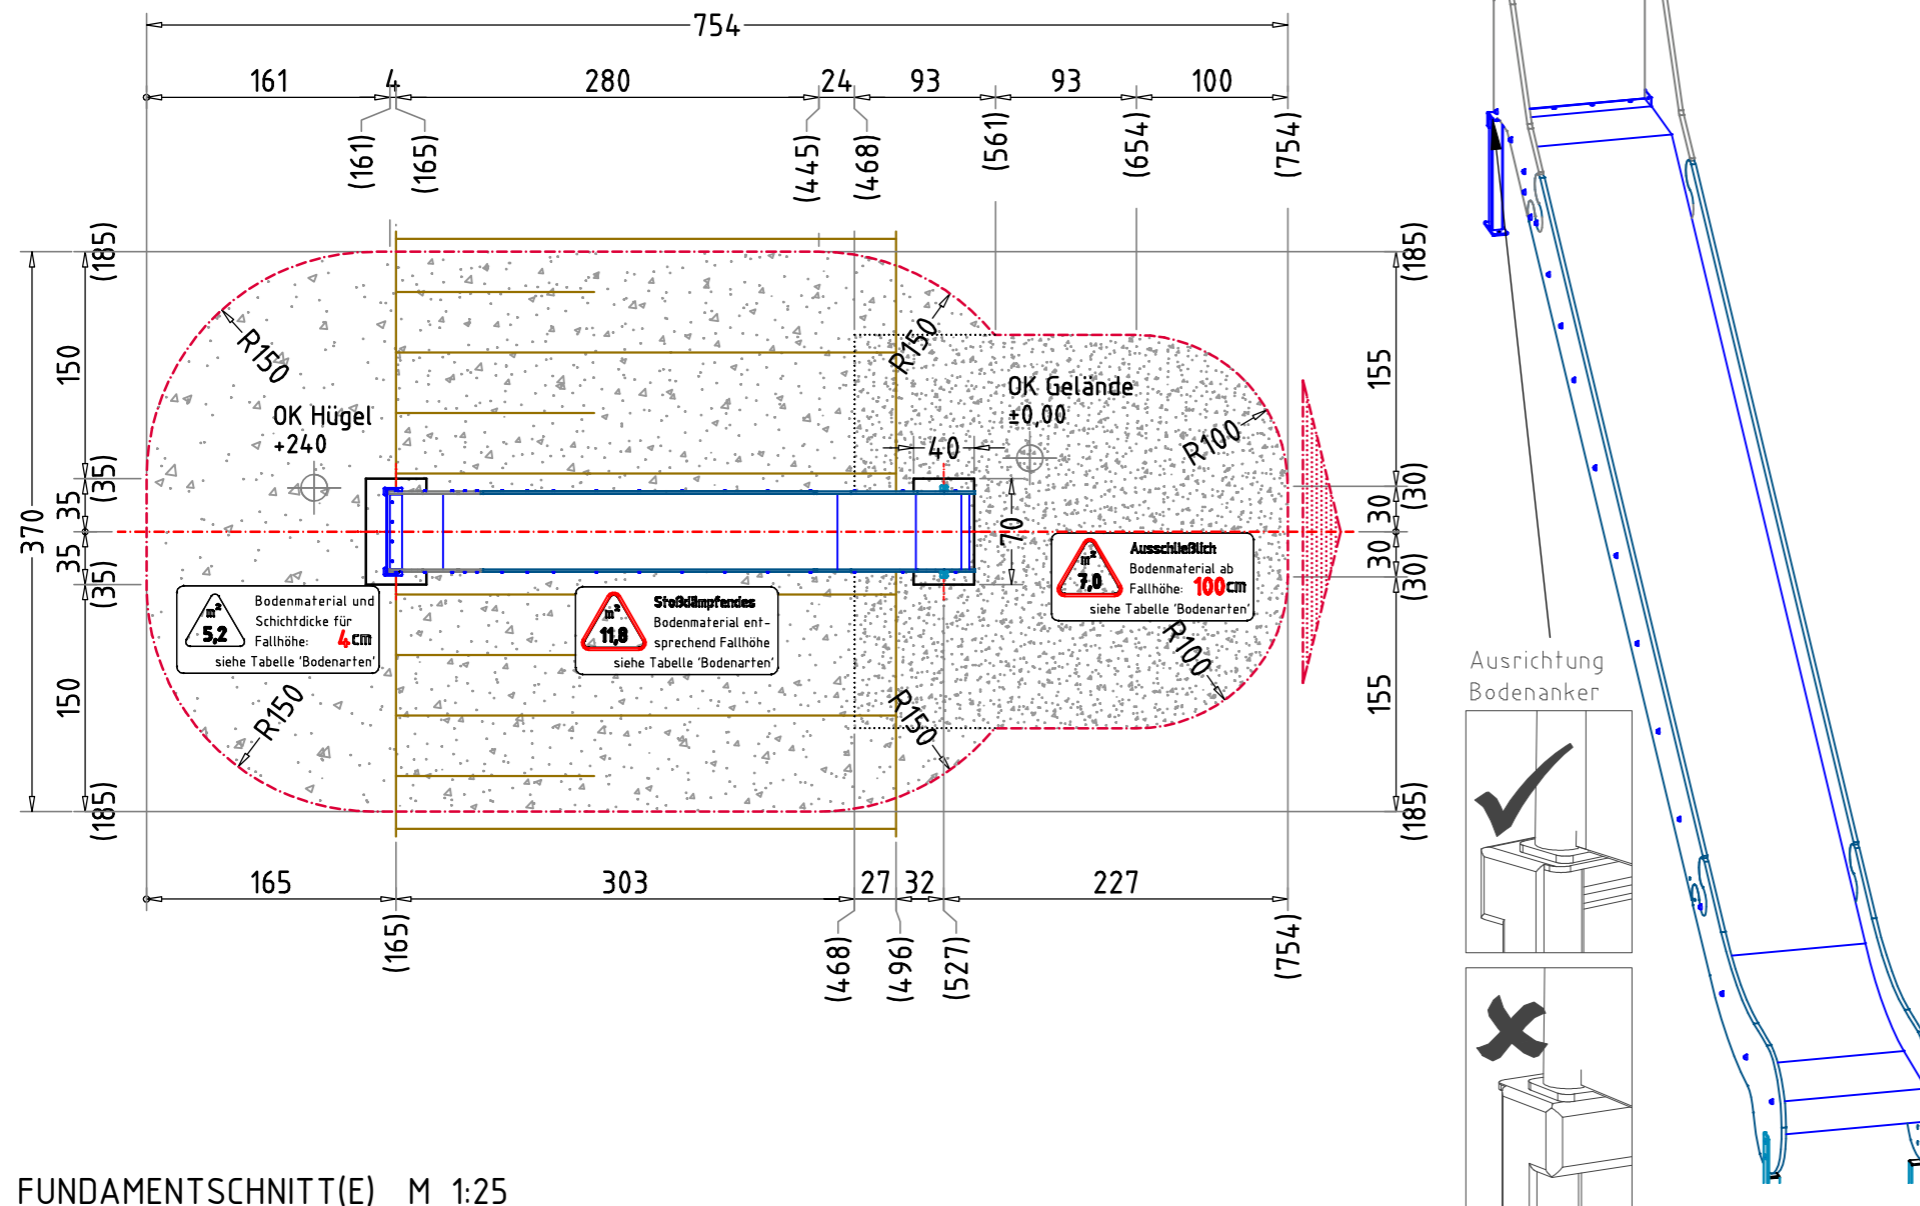 754
161 4 280 24 93 93 100
(161) (165) (445) (468) (561) (654) (754)
(185) (185)
150 155
R150 R150 R100
OK Hügel
+240
OK Gelände
±0,00
40
70
370
(35) (30)
35 30
35 30
(35) (30)
m² 5,2
Bodenmaterial und
Schichtdicke für
Fallhöhe: 4cm
siehe Tabelle 'Bodenarten'
m² 11,8
Stoßdämpfendes
Bodenmaterial ent-
sprechend Fallhöhe
siehe Tabelle 'Bodenarten'
m² 7,0
Ausschließlich
Bodenmaterial ab
Fallhöhe: 100cm
siehe Tabelle 'Bodenarten'
R150 R150 R100
150 155
(185) (185)
165 303 27 32 227
(165) (468) (496) (527) (754)
Ausrichtung
Bodenanker
FUNDAMENTSCHNITT(E) M 1:25